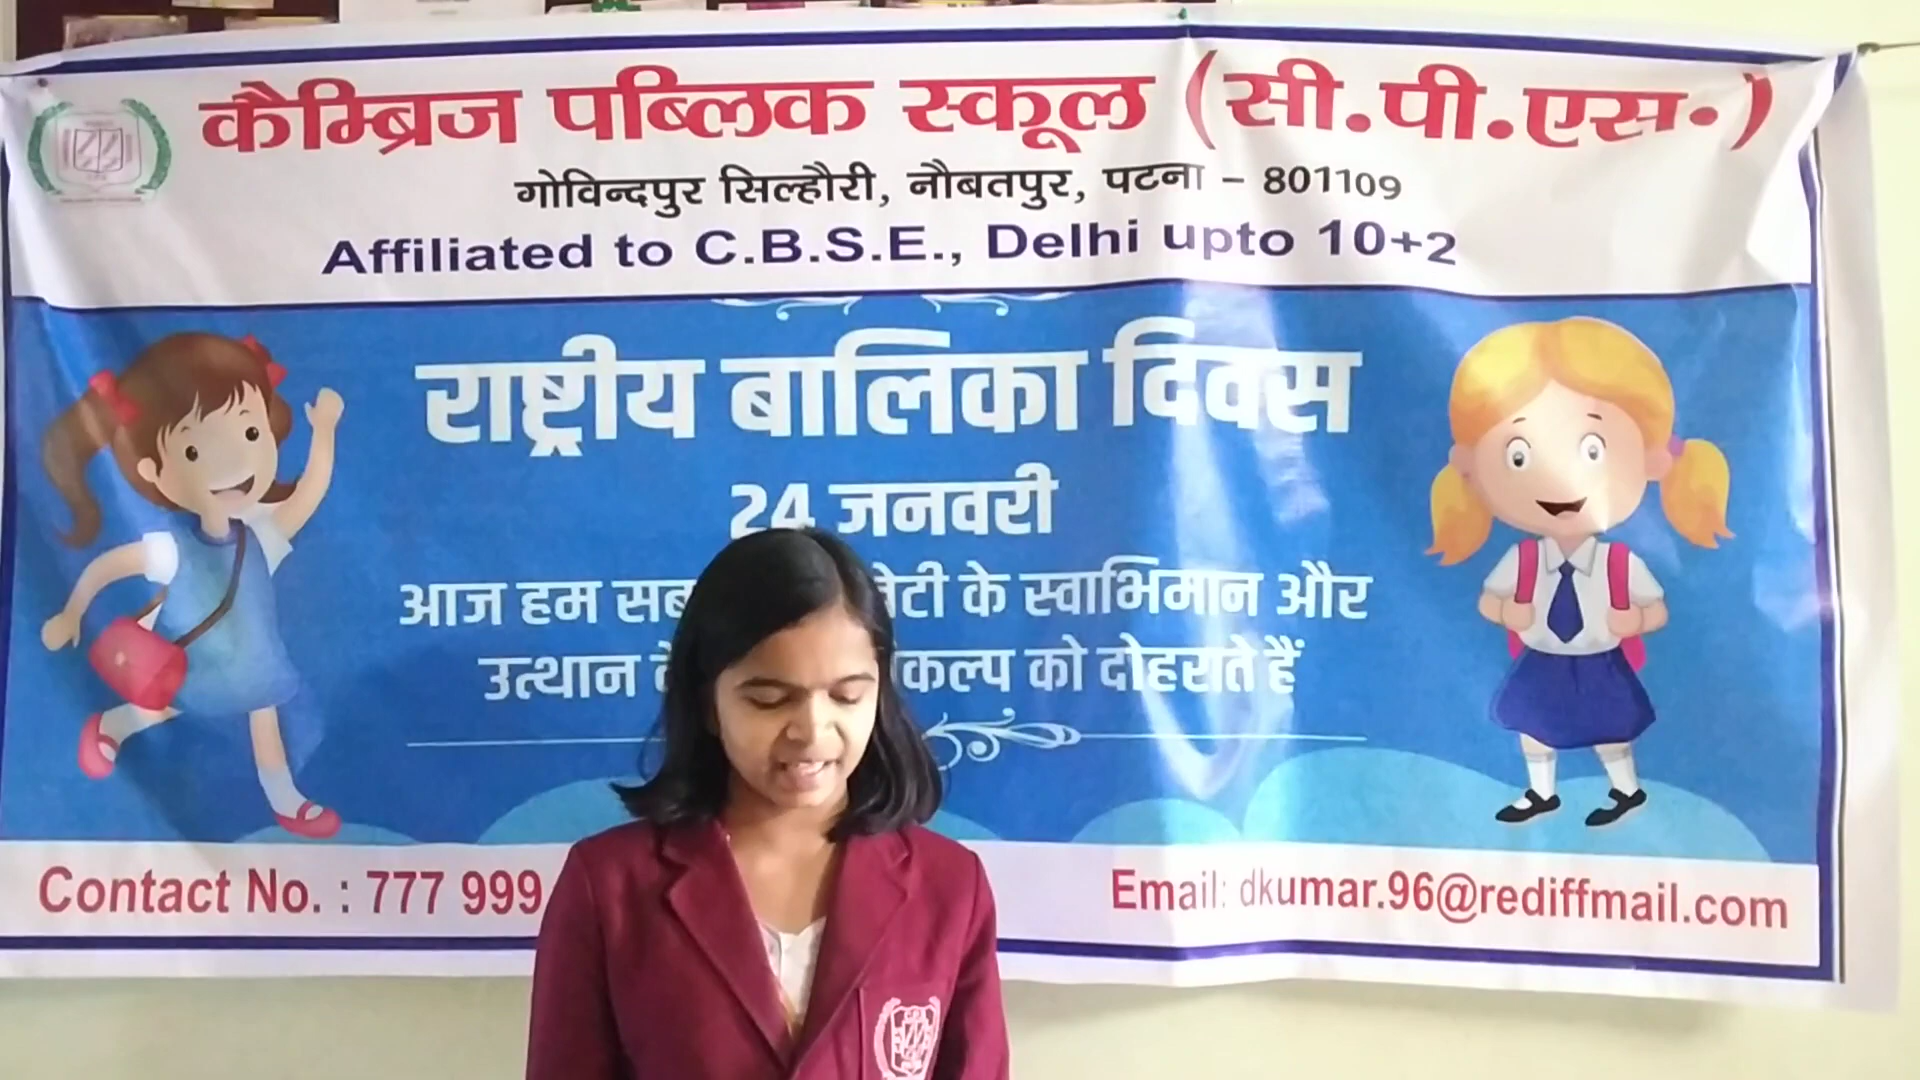 कैम्ब्रिज पब्लिक स्कूल (सी.पी.एस.)
गोविन्दपुर सिल्हौरी, नौबतपुर, पटना - 801109
Affiliated to C.B.S.E., Delhi upto 10+2
राष्ट्रीय बालिका दिवस
24 जनवरी
आज हम सब के स्वाभिमान और
उत्थान को दोहराते हैं
Contact No. : 777 999
Email: dkumar.96@rediffmail.com